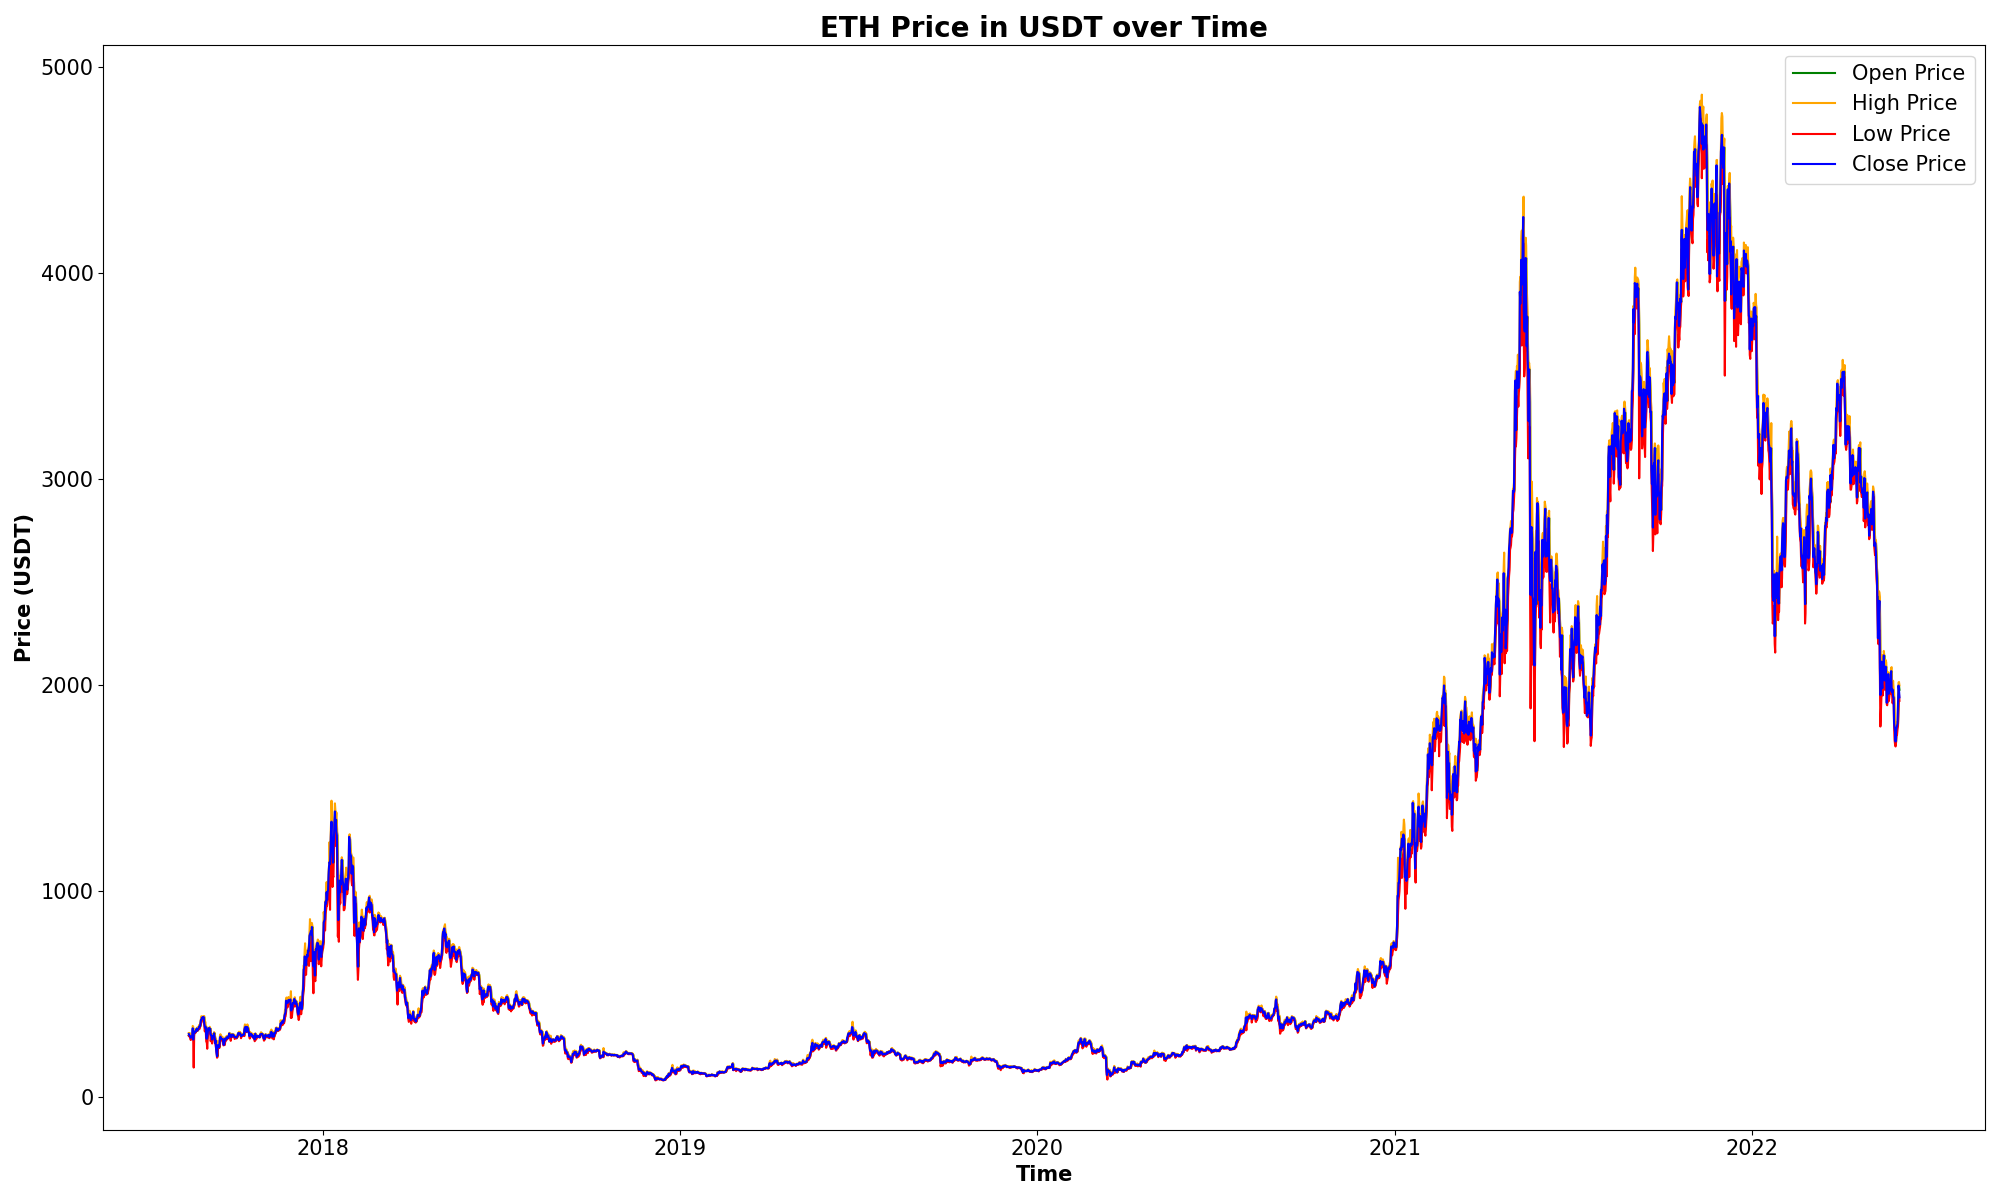 ETH Price in USDT over Time
Open Price
High Price
Low Price
Close Price
Price (USDT)
5000
4000
3000
2000
1000
0
2018
2019
2020
2021
2022
Time